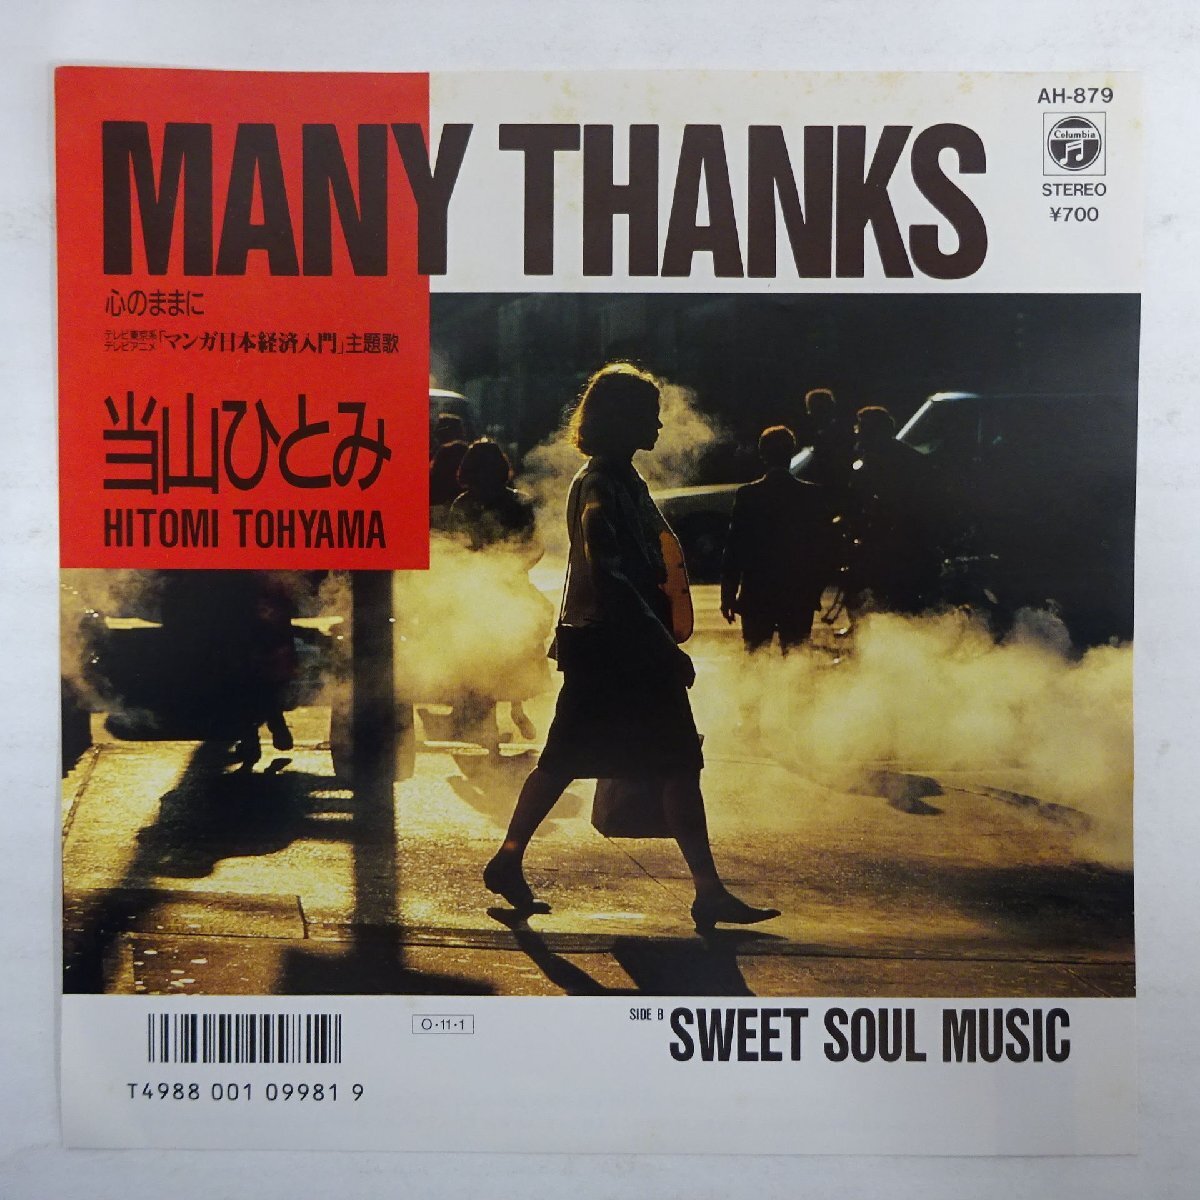 AH-879
Columbia
STEREO
¥700
MANY THANKS
心のままに
テレビ東京系
テレビアニメ「マンガ日本経済入門」主題歌
当山ひとみ
HITOMI TOHYAMA
O-11-1
SIDE B SWEET SOUL MUSIC
T4988 001 09981 9